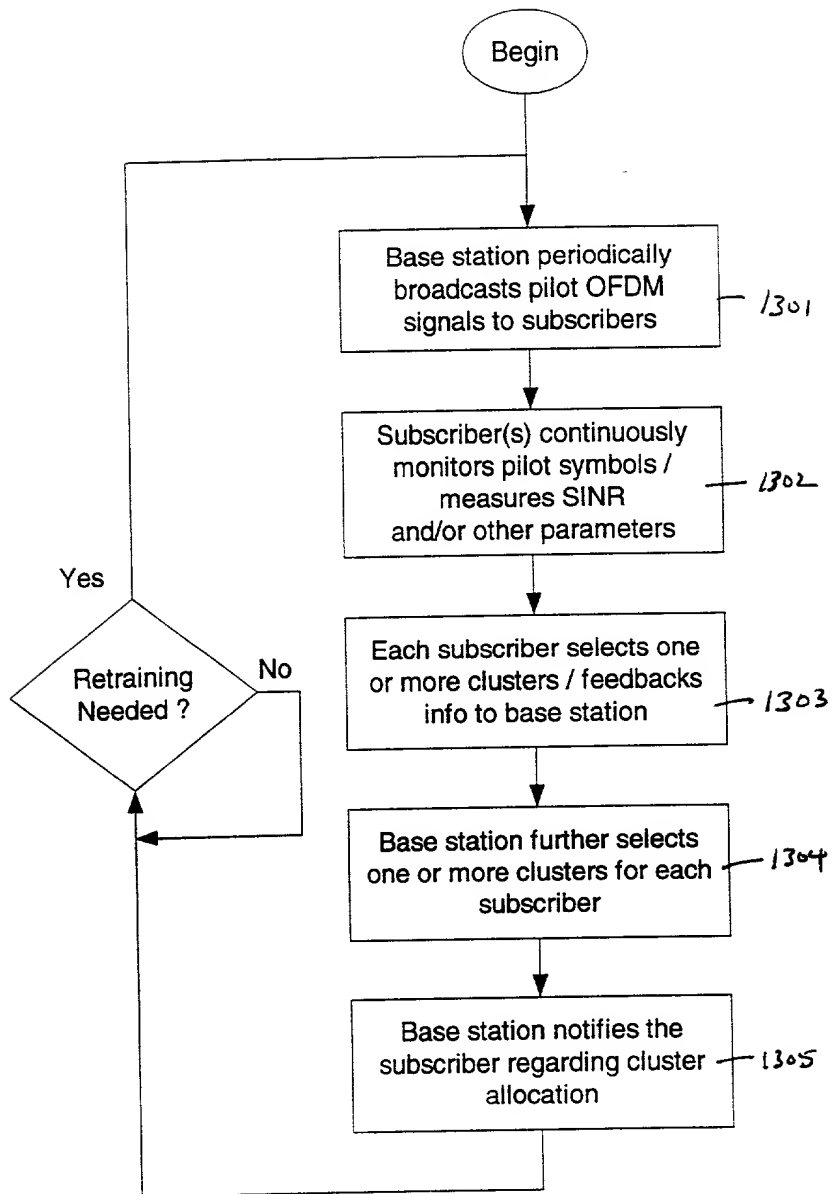 Begin
Base station periodically
broadcasts pilot OFDM
signals to subscribers
1301
Subscriber(s) continuously
monitors pilot symbols /
measures SINR
and/or other parameters
1302
Each subscriber selects one
or more clusters / feedbacks
info to base station
1303
Base station further selects
one or more clusters for each
subscriber
1304
Base station notifies the
subscriber regarding cluster
allocation
1305
Yes
No
Retraining
Needed ?